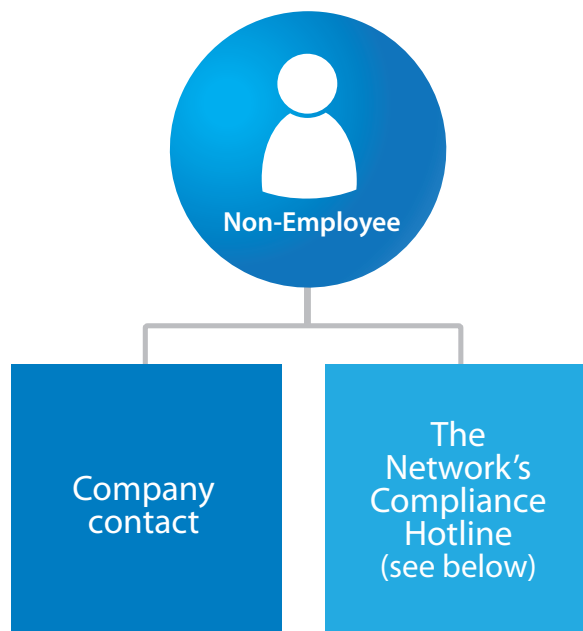 Non-Employee
Company
contact
The
Network’s
Compliance
Hotline
(see below)